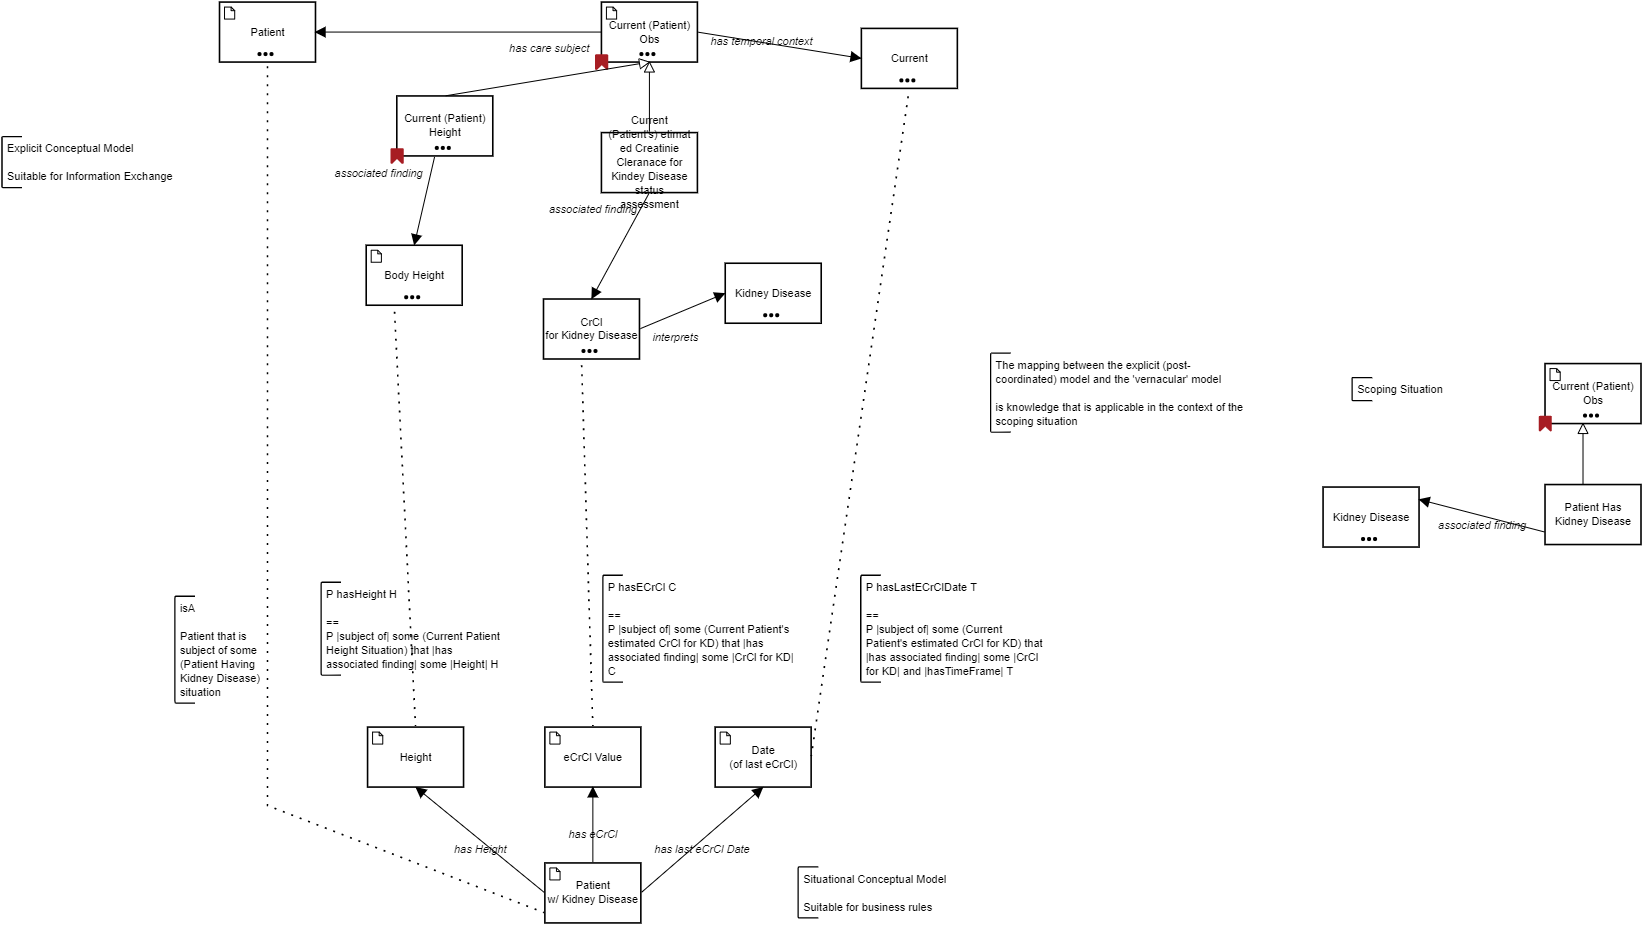 Patient
Current (Patient)
Obs
has care subject
has temporal context
Current
Current (Patient)
Height
associated finding
Current
(Patient's) etimat
ed Creatinie
Cleranace for
Kindey Disease
status
assessment
associated finding
Explicit Conceptual Model
Suitable for Information Exchange
Body Height
Kidney Disease
CrCl
for Kidney Disease
interprets
The mapping between the explicit (post-
coordinated) model and the 'vernacular' model
is knowledge that is applicable in the context of the
scoping situation
Scoping Situation
Current (Patient)
Obs
Kidney Disease
associated finding
Patient Has
Kidney Disease
isA
Patient that is
subject of some
(Patient Having
Kidney Disease)
situation
P hasHeight H
==
P |subject of| some (Current Patient
Height Situation) that |has
associated finding| some |Height| H
P hasECrCl C
==
P |subject of| some (Current Patient's
estimated CrCl for KD) that |has
associated finding| some |CrCl for KD|
C
P hasLastECrClDate T
==
P |subject of| some (Current
Patient's estimated CrCl for KD) that
|has associated finding| some |CrCl
for KD| and |hasTimeFrame| T
Height
eCrCl Value
Date
(of last eCrCl)
has Height
has eCrCl
has last eCrCl Date
Patient
w/ Kidney Disease
Situational Conceptual Model
Suitable for business rules